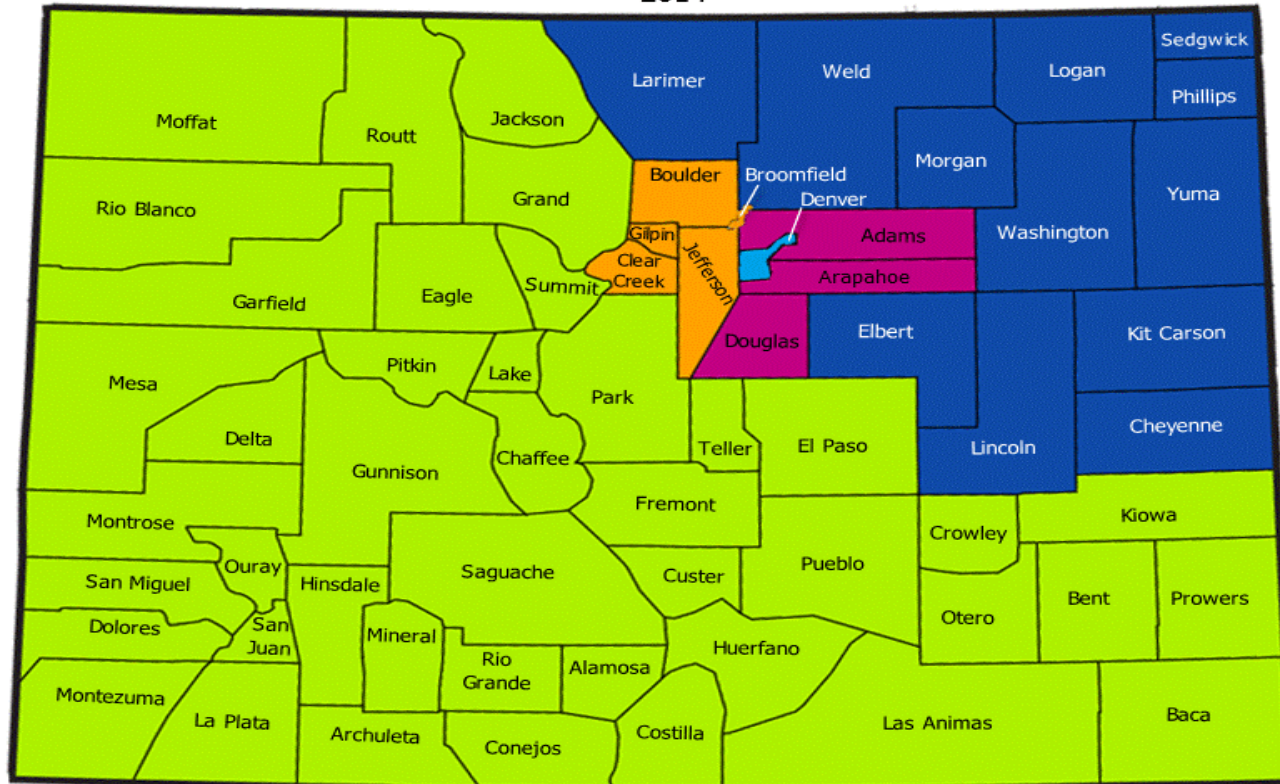 Sedgwick
Larimer
Weld
Logan
Phillips
Moffat
Routt
Jackson
Morgan
Boulder
Broomfield
Yuma
Rio Blanco
Grand
Denver
Gilpin
Adams
Washington
Clear
Creek
Jefferson
Arapahoe
Garfield
Eagle
Summit
Douglas
Elbert
Kit Carson
Mesa
Pitkin
Lake
Park
Cheyenne
Delta
Gunnison
Chaffee
Teller
El Paso
Lincoln
Fremont
Montrose
Kiowa
Crowley
Ouray
San Miguel
Hinsdale
Saguache
Custer
Pueblo
Bent
Prowers
Otero
Dolores
San
Juan
Mineral
Rio
Grande
Alamosa
Huerfano
Montezuma
La Plata
Archuleta
Conejos
Costilla
Las Animas
Baca